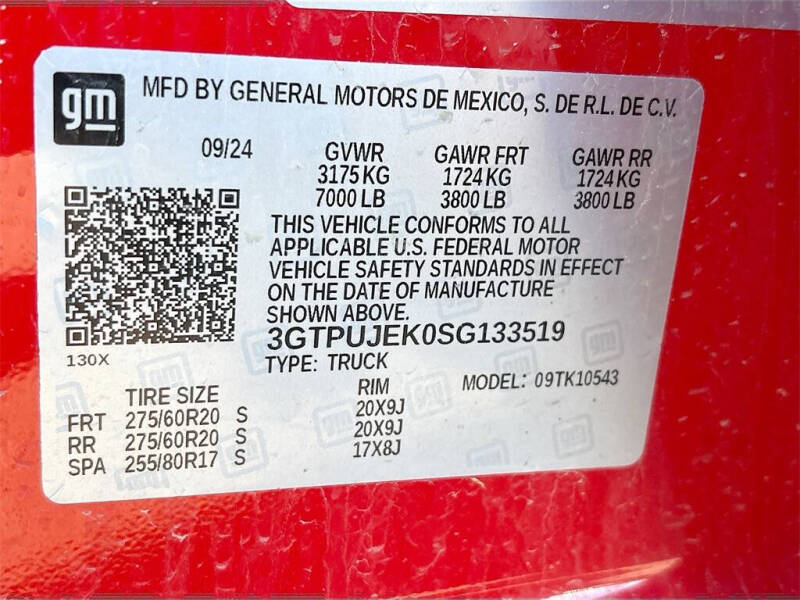 gm
MFD BY GENERAL MOTORS DE MEXICO, S. DE R.L. DE C.V.
09/24 GVWR GAWR FRT GAWR RR
3175 KG 1724 KG 1724 KG
7000 LB 3800 LB 3800 LB
THIS VEHICLE CONFORMS TO ALL
APPLICABLE U.S. FEDERAL MOTOR
VEHICLE SAFETY STANDARDS IN EFFECT
ON THE DATE OF MANUFACTURE
SHOWN ABOVE.
3GTPUJEK0SG133519
130X
TYPE: TRUCK
MODEL: 09TK10543
TIRE SIZE RIM
FRT 275/60R20 S 20X9J
RR 275/60R20 S 20X9J
SPA 255/80R17 S 17X8J